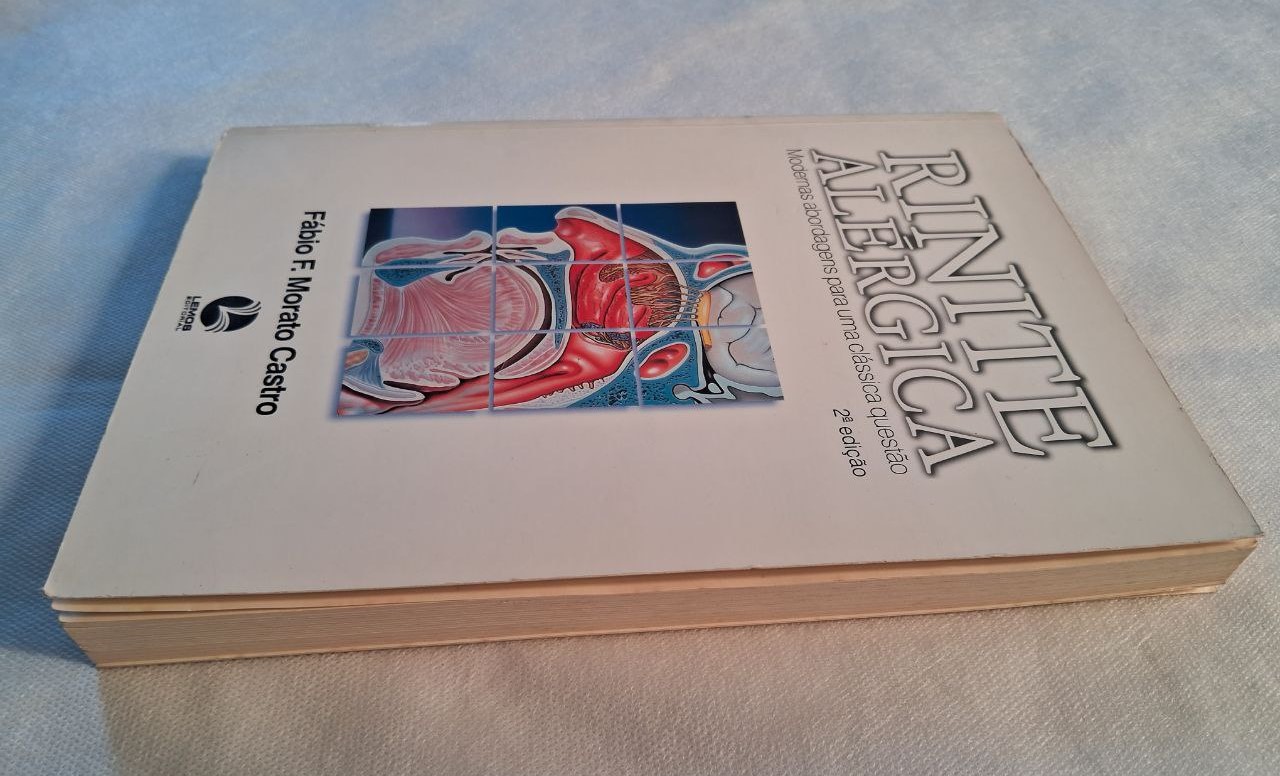 RINITE
ALÉRGICA
Modernas abordagens para uma clássica questão
2ª edição
Fábio F. Morato Castro
LEMOS
EDITORIAL